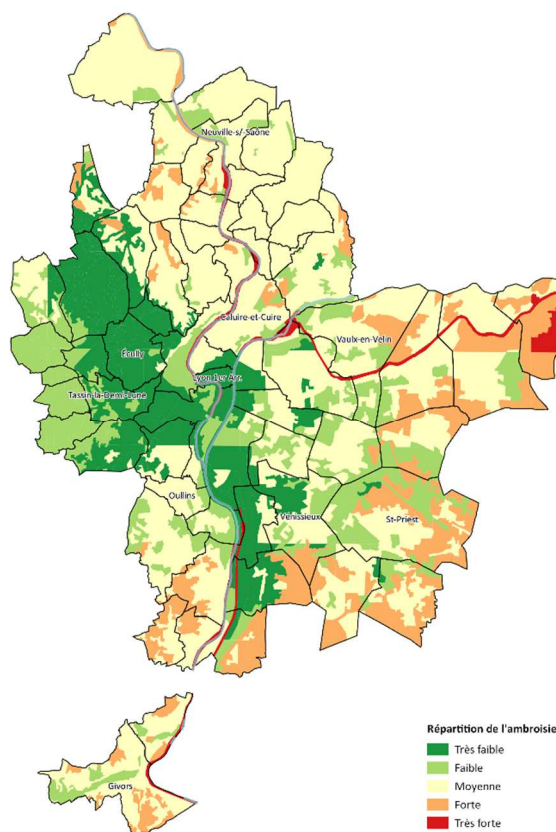 Neuville-s/-Saône
Caluire-et-Cuire
Vaulx-en-Velin
Écully
Lyon 1er Arr.
Tassin-la-Demi-Lune
Oullins
Vénissieux
St-Priest
Givors
Répartition de l'ambroisie
Très faible
Faible
Moyenne
Forte
Très forte